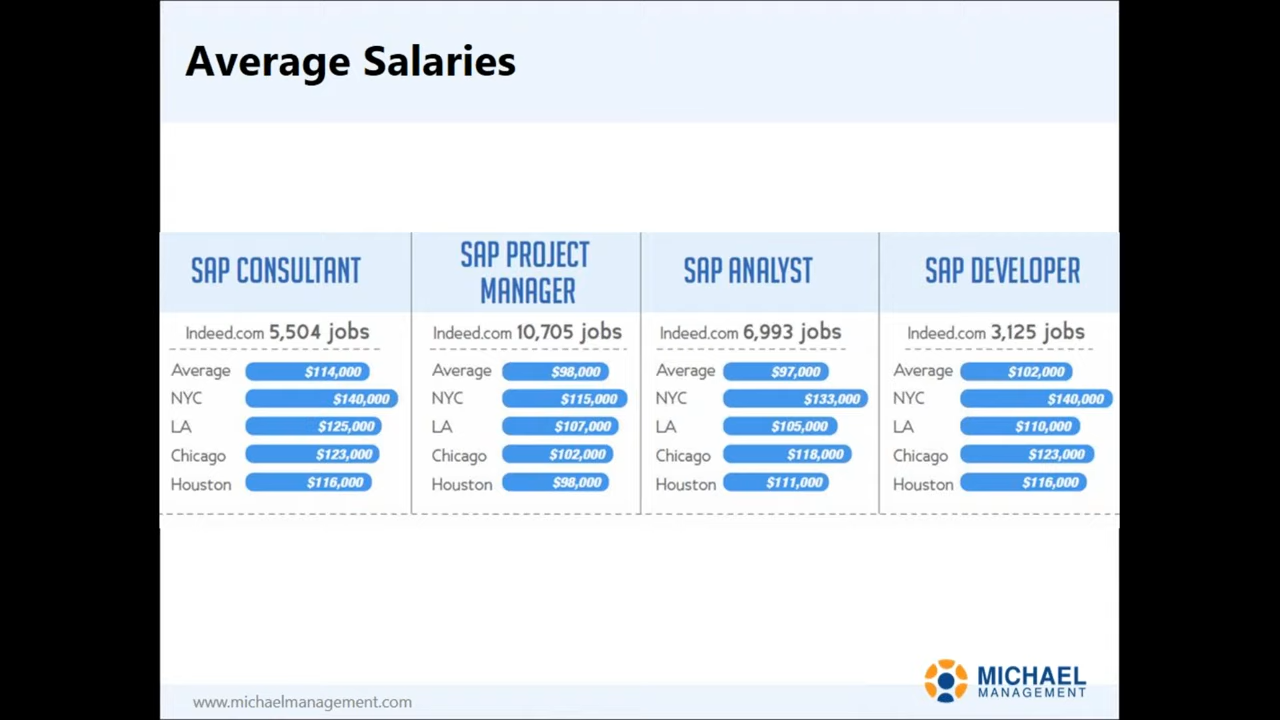 Average Salaries
SAP CONSULTANT
Indeed.com 5,504 jobs
Average $114,000
NYC $140,000
LA $125,000
Chicago $123,000
Houston $116,000
SAP PROJECT
MANAGER
Indeed.com 10,705 jobs
Average $98,000
NYC $115,000
LA $107,000
Chicago $102,000
Houston $98,000
SAP ANALYST
Indeed.com 6,993 jobs
Average $97,000
NYC $133,000
LA $105,000
Chicago $118,000
Houston $111,000
SAP DEVELOPER
Indeed.com 3,125 jobs
Average $102,000
NYC $140,000
LA $110,000
Chicago $123,000
Houston $116,000
www.michaelmanagement.com
MICHAEL
MANAGEMENT